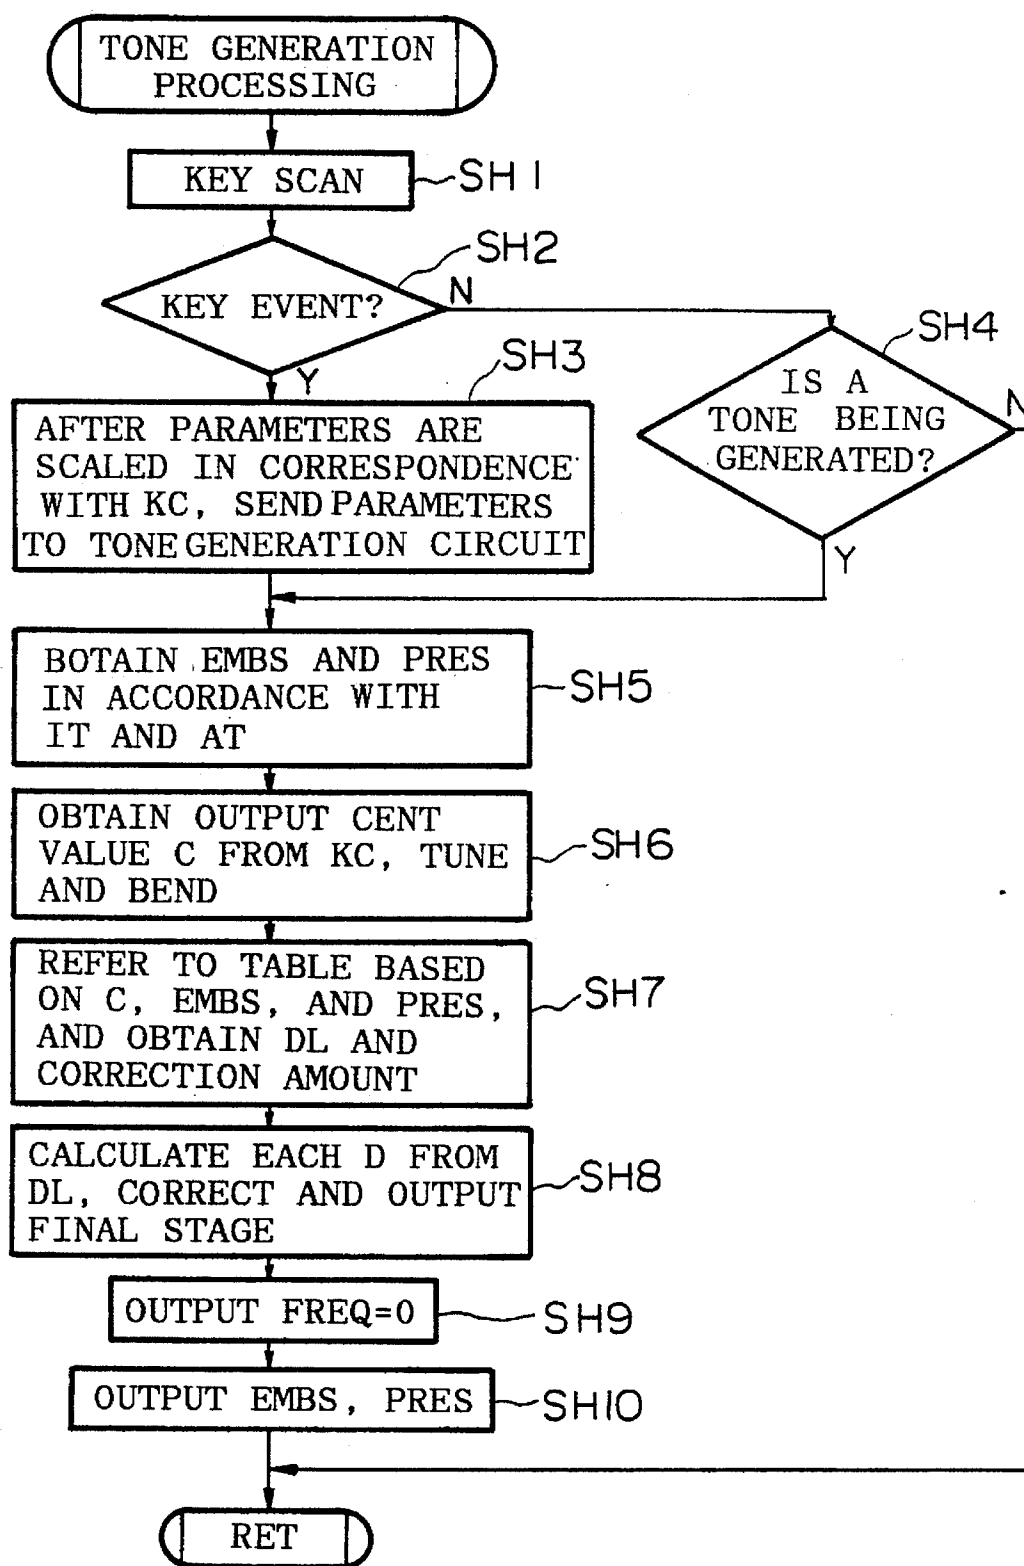 TONE GENERATION
PROCESSING
KEY SCAN
SH1
SH2
KEY EVENT?
N
Y
SH3
SH4
IS A
TONE BEING
GENERATED?
N
Y
AFTER PARAMETERS ARE
SCALED IN CORRESPONDENCE
WITH KC, SEND PARAMETERS
TO TONE GENERATION CIRCUIT
BOTAIN EMBS AND PRES
IN ACCORDANCE WITH
IT AND AT
SH5
OBTAIN OUTPUT CENT
VALUE C FROM KC, TUNE
AND BEND
SH6
REFER TO TABLE BASED
ON C, EMBS, AND PRES,
AND OBTAIN DL AND
CORRECTION AMOUNT
SH7
CALCULATE EACH D FROM
DL, CORRECT AND OUTPUT
FINAL STAGE
SH8
OUTPUT FREQ=0
SH9
OUTPUT EMBS, PRES
SH10
RET